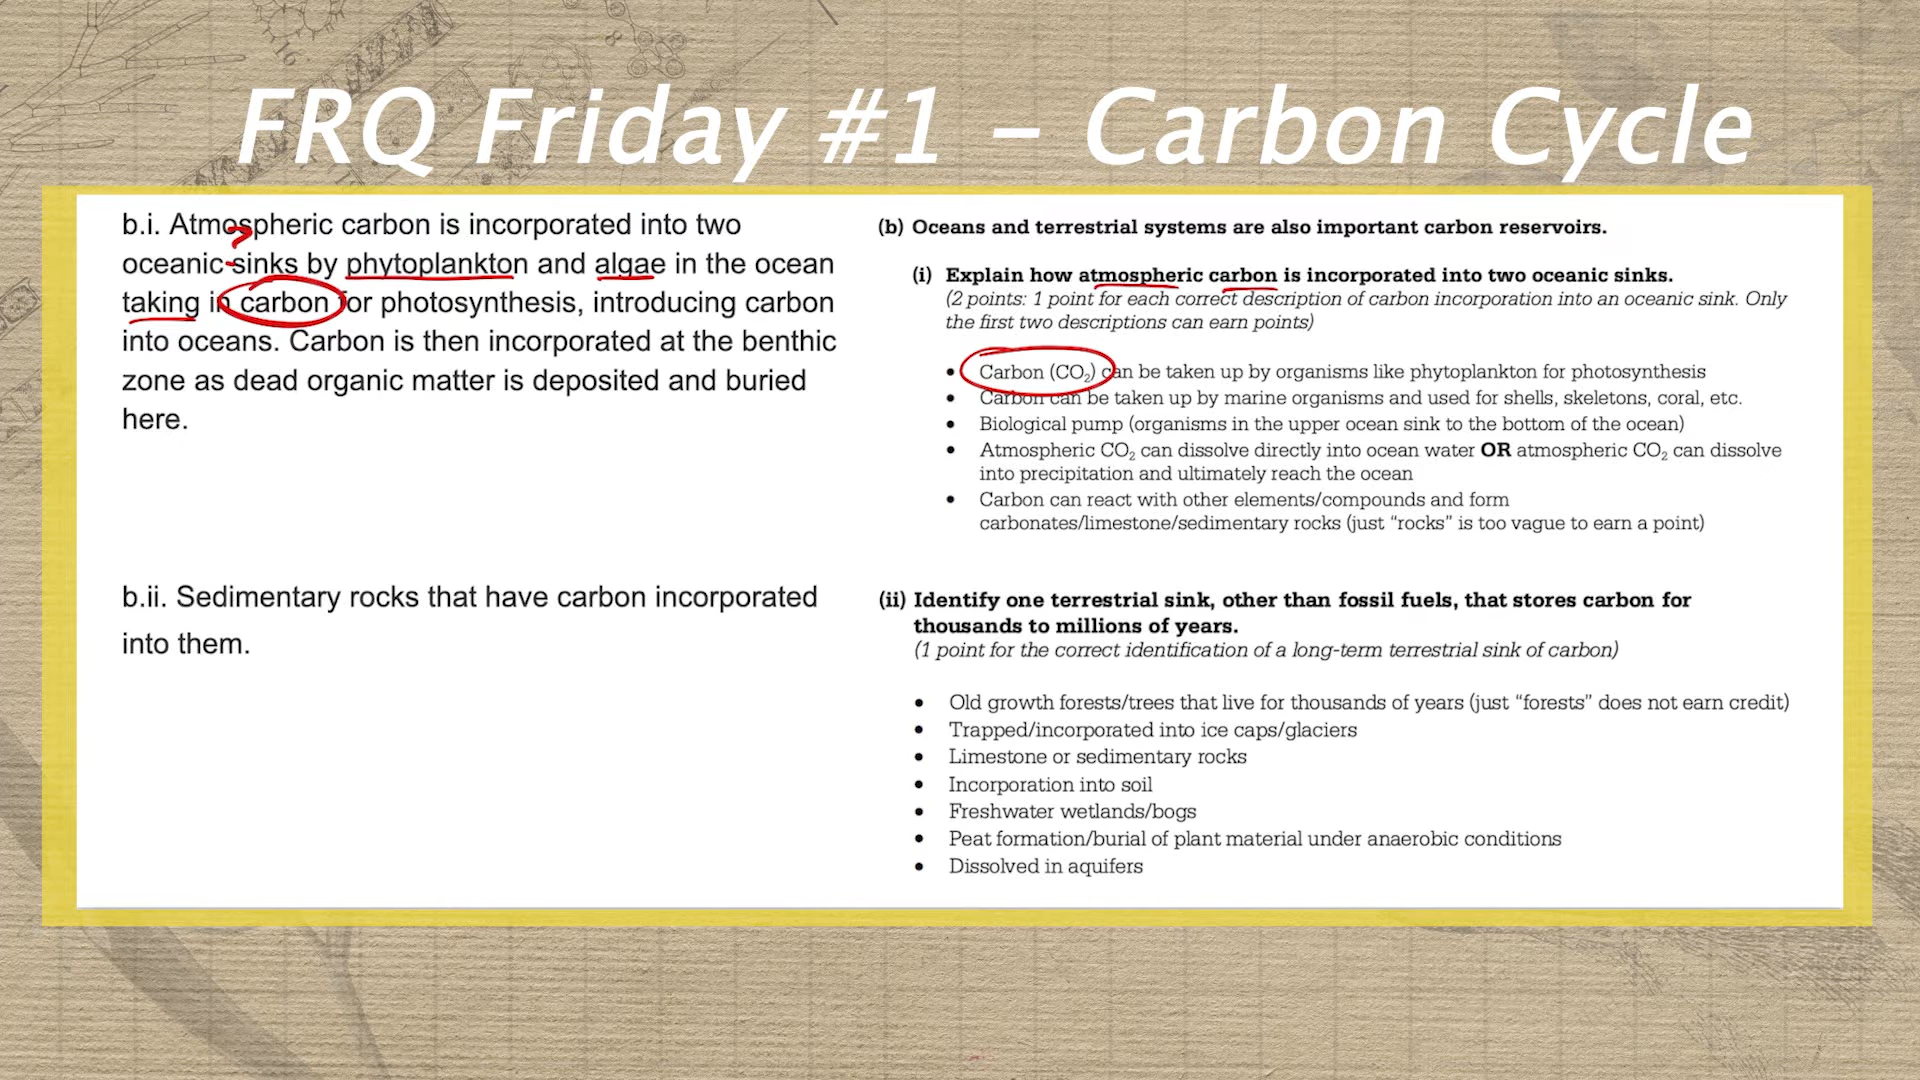 FRQ Friday #1 – Carbon Cycle
b.i. Atmospheric carbon is incorporated into two
oceanic sinks by phytoplankton and algae in the ocean
taking in carbon for photosynthesis, introducing carbon
into oceans. Carbon is then incorporated at the benthic
zone as dead organic matter is deposited and buried
here.
b.ii. Sedimentary rocks that have carbon incorporated
into them.
(b) Oceans and terrestrial systems are also important carbon reservoirs.
(i) Explain how atmospheric carbon is incorporated into two oceanic sinks.
(2 points: 1 point for each correct description of carbon incorporation into an oceanic sink. Only
the first two descriptions can earn points)
• Carbon (CO₂) can be taken up by organisms like phytoplankton for photosynthesis
• Carbon can be taken up by marine organisms and used for shells, skeletons, coral, etc.
• Biological pump (organisms in the upper ocean sink to the bottom of the ocean)
• Atmospheric CO₂ can dissolve directly into ocean water OR atmospheric CO₂ can dissolve
into precipitation and ultimately reach the ocean
• Carbon can react with other elements/compounds and form
carbonates/limestone/sedimentary rocks (just “rocks” is too vague to earn a point)
(ii) Identify one terrestrial sink, other than fossil fuels, that stores carbon for
thousands to millions of years.
(1 point for the correct identification of a long-term terrestrial sink of carbon)
• Old growth forests/trees that live for thousands of years (just “forests” does not earn credit)
• Trapped/incorporated into ice caps/glaciers
• Limestone or sedimentary rocks
• Incorporation into soil
• Freshwater wetlands/bogs
• Peat formation/burial of plant material under anaerobic conditions
• Dissolved in aquifers